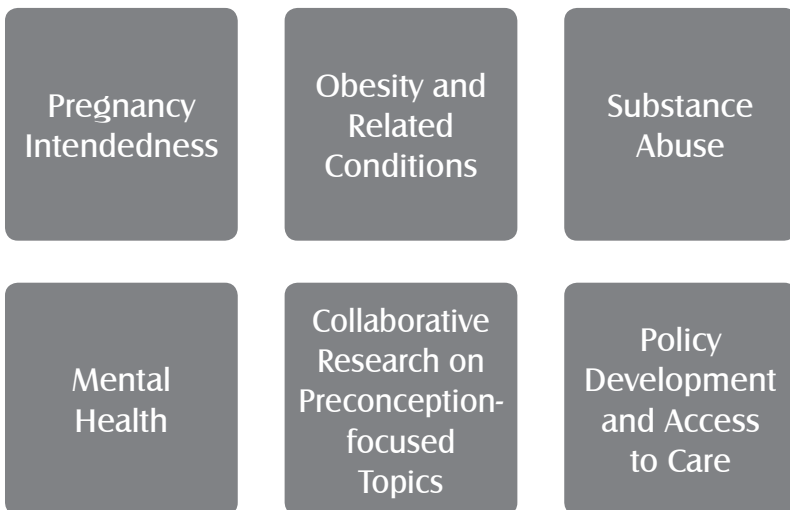 Pregnancy
Intendedness
Obesity and
Related
Conditions
Substance
Abuse
Mental
Health
Collaborative
Research on
Preconception-
focused
Topics
Policy
Development
and Access
to Care